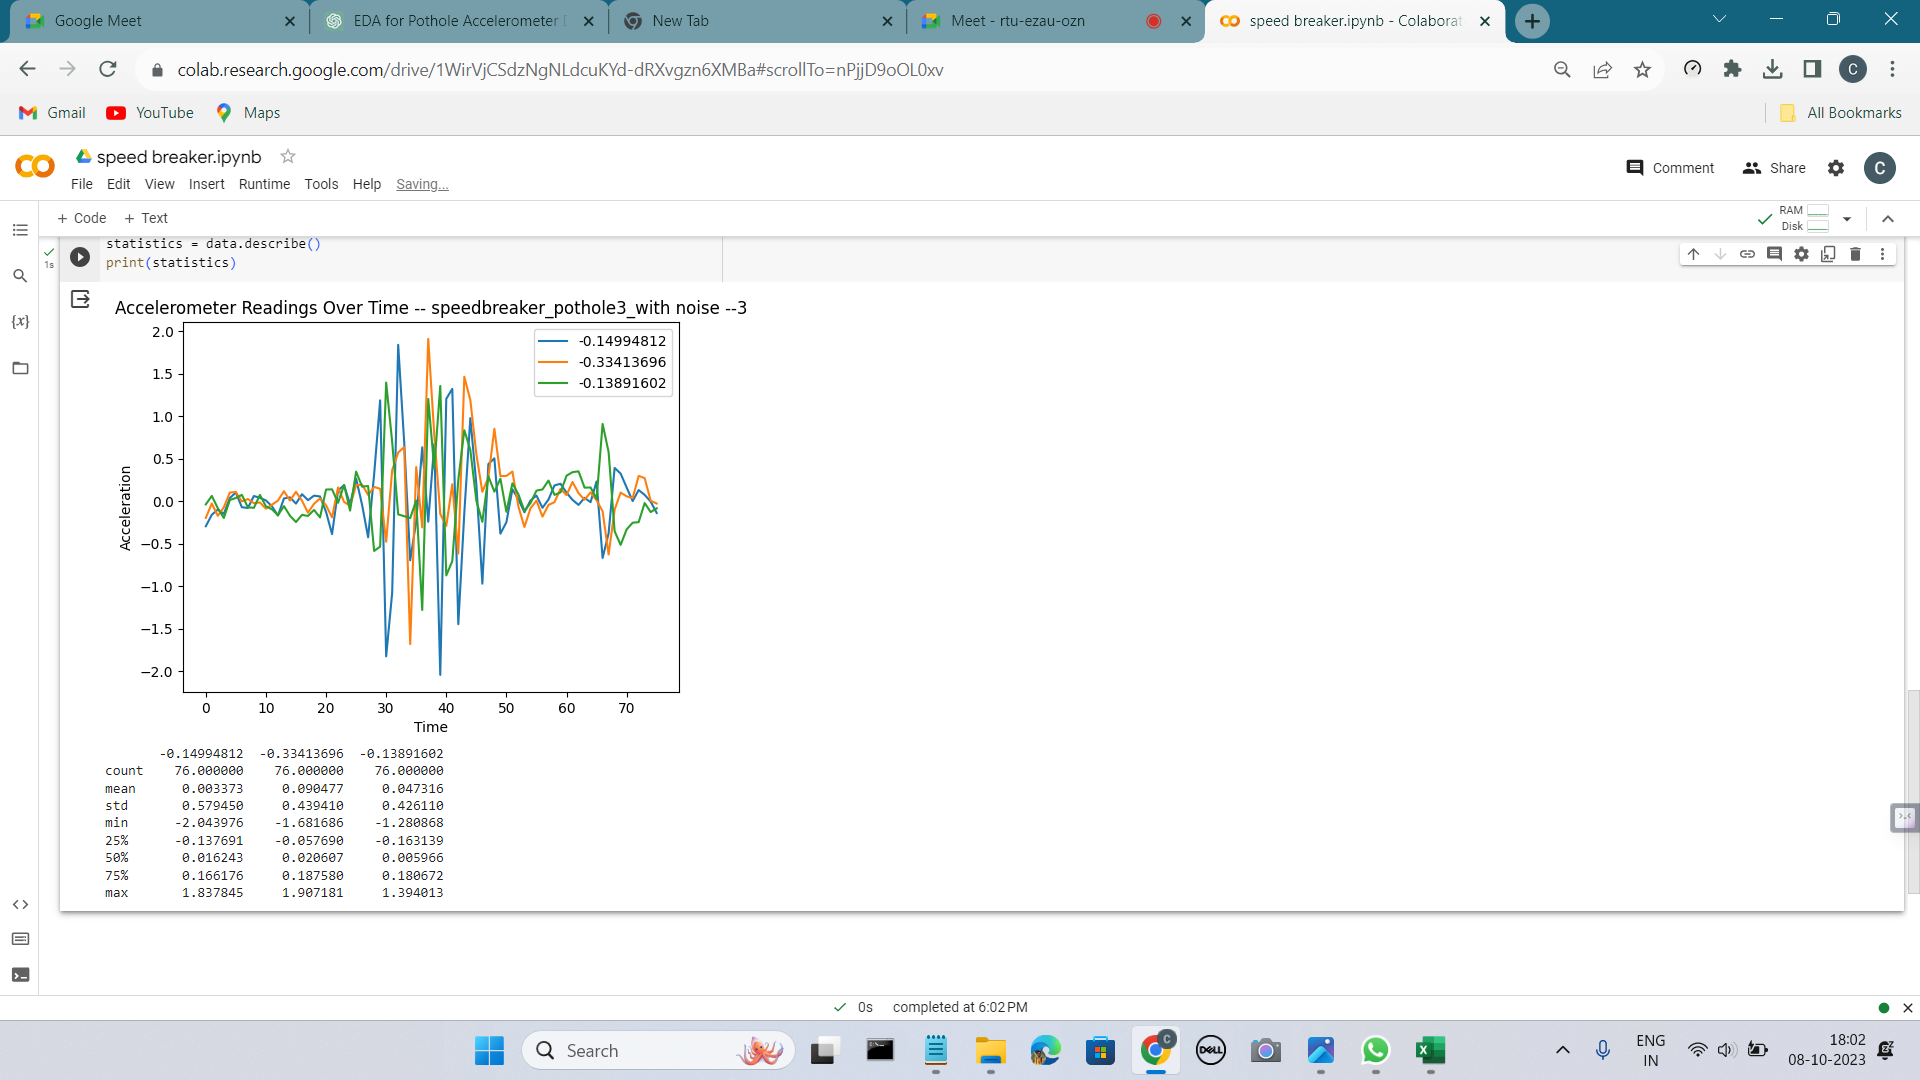 Google Meet
EDA for Pothole Accelerometer
New Tab
Meet - rtu-ezau-ozn
speed breaker.ipynb - Colaborat
colab.research.google.com/drive/1WirVjCSdzNgNLdcuKYd-dRXvgzn6XMBa#scrollTo=nPjjD9oOL0xv
C
Gmail
YouTube
Maps
All Bookmarks
speed breaker.ipynb
Comment
Share
C
File Edit View Insert Runtime Tools Help Saving...
+ Code + Text
RAM
Disk
statistics = data.describe()
1s
print(statistics)
{x}
Accelerometer Readings Over Time -- speedbreaker_pothole3_with noise --3
-0.14994812
-0.33413696
-0.13891602
2.0
1.5
1.0
0.5
0.0
−0.5
−1.0
−1.5
−2.0
Acceleration
0 10 20 30 40 50 60 70
Time
-0.14994812 -0.33413696 -0.13891602
count 76.000000 76.000000 76.000000
mean 0.003373 0.090477 0.047316
std 0.579450 0.439410 0.426110
min -2.043976 -1.681686 -1.280868
25% -0.137691 -0.057690 -0.163139
50% 0.016243 0.020607 0.005966
75% 0.166176 0.187580 0.180672
max 1.837845 1.907181 1.394013
0s completed at 6:02 PM
Search
C
DELL
ENG
IN
18:02
08-10-2023